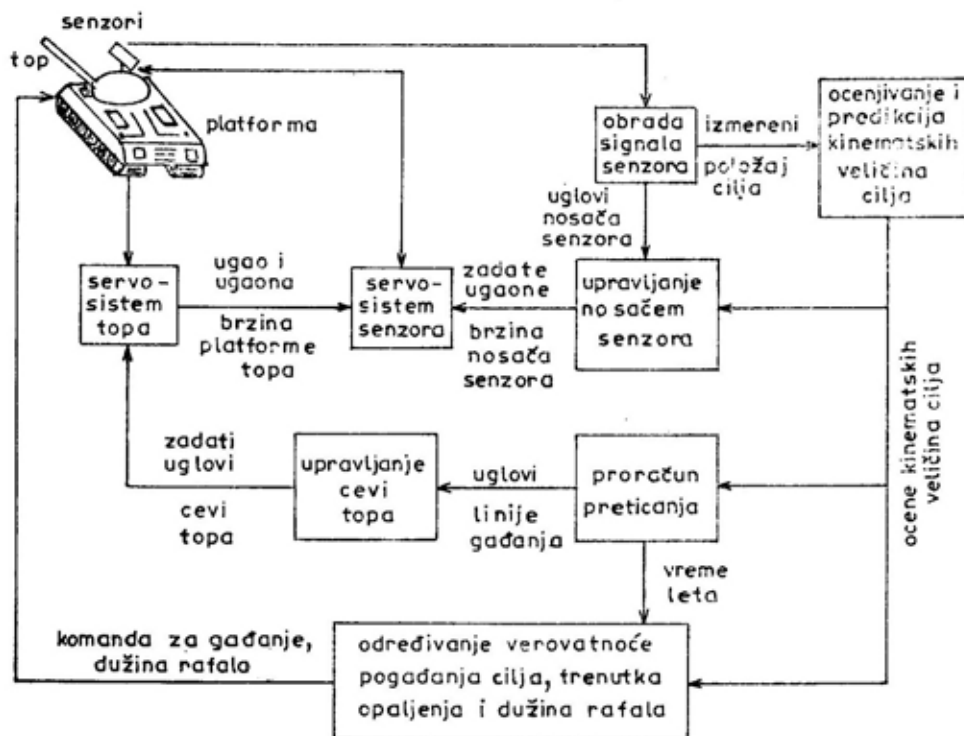 senzori
top
platforma
obrada
signala
senzora
izmereni
položaj
cilja
ocenjivanje i
predikcija
kinematskih
veličina
cilja
uglovi
nosača
senzora
servo-
sistem
topa
ugao i
ugaona
brzina
platforme
topa
servo-
sistem
senzora
zadate
ugaone
brzina
nosača
senzora
upravljanje
nosačem
senzora
ocene kinematskih
veličina cilja
zadati
uglovi
cevi
topa
upravljanje
cevi
topa
uglovi
linije
gađanja
proračun
preticanja
vreme
leta
komanda za gađanje,
dužina rafala
određivanje verovatnoće
pogađanja cilja, trenutka
opaljenja i dužina rafala